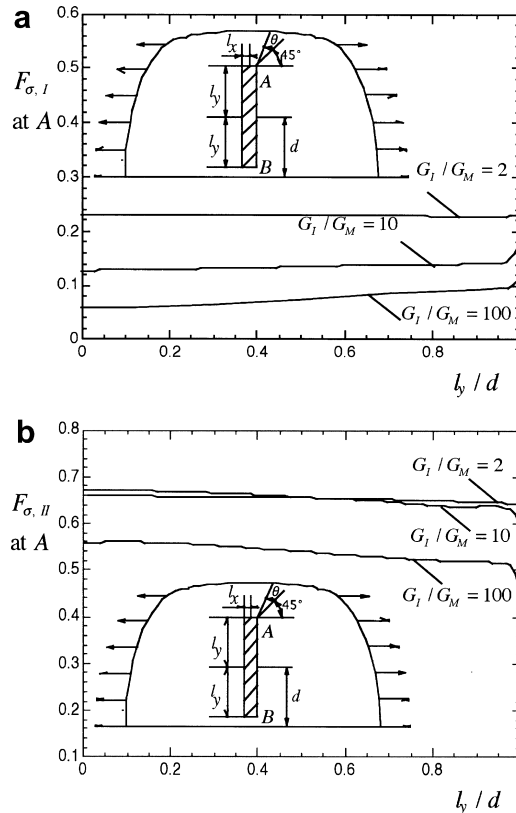 a
F_{σ, I}
at A
0.6
0.5
0.4
0.3
0.2
0.1
0
l_x
θ
45°
l_y
A
l_y
d
B
G_I / G_M = 2
G_I / G_M = 10
G_I / G_M = 100
0 0.2 0.4 0.6 0.8 1
l_y / d
b
F_{σ, II}
at A
0.8
0.7
0.6
0.5
0.4
0.3
0.2
0.1
G_I / G_M = 2
G_I / G_M = 10
G_I / G_M = 100
l_x
θ
45°
l_y
A
l_y
d
B
0 0.2 0.4 0.6 0.8
l_y / d